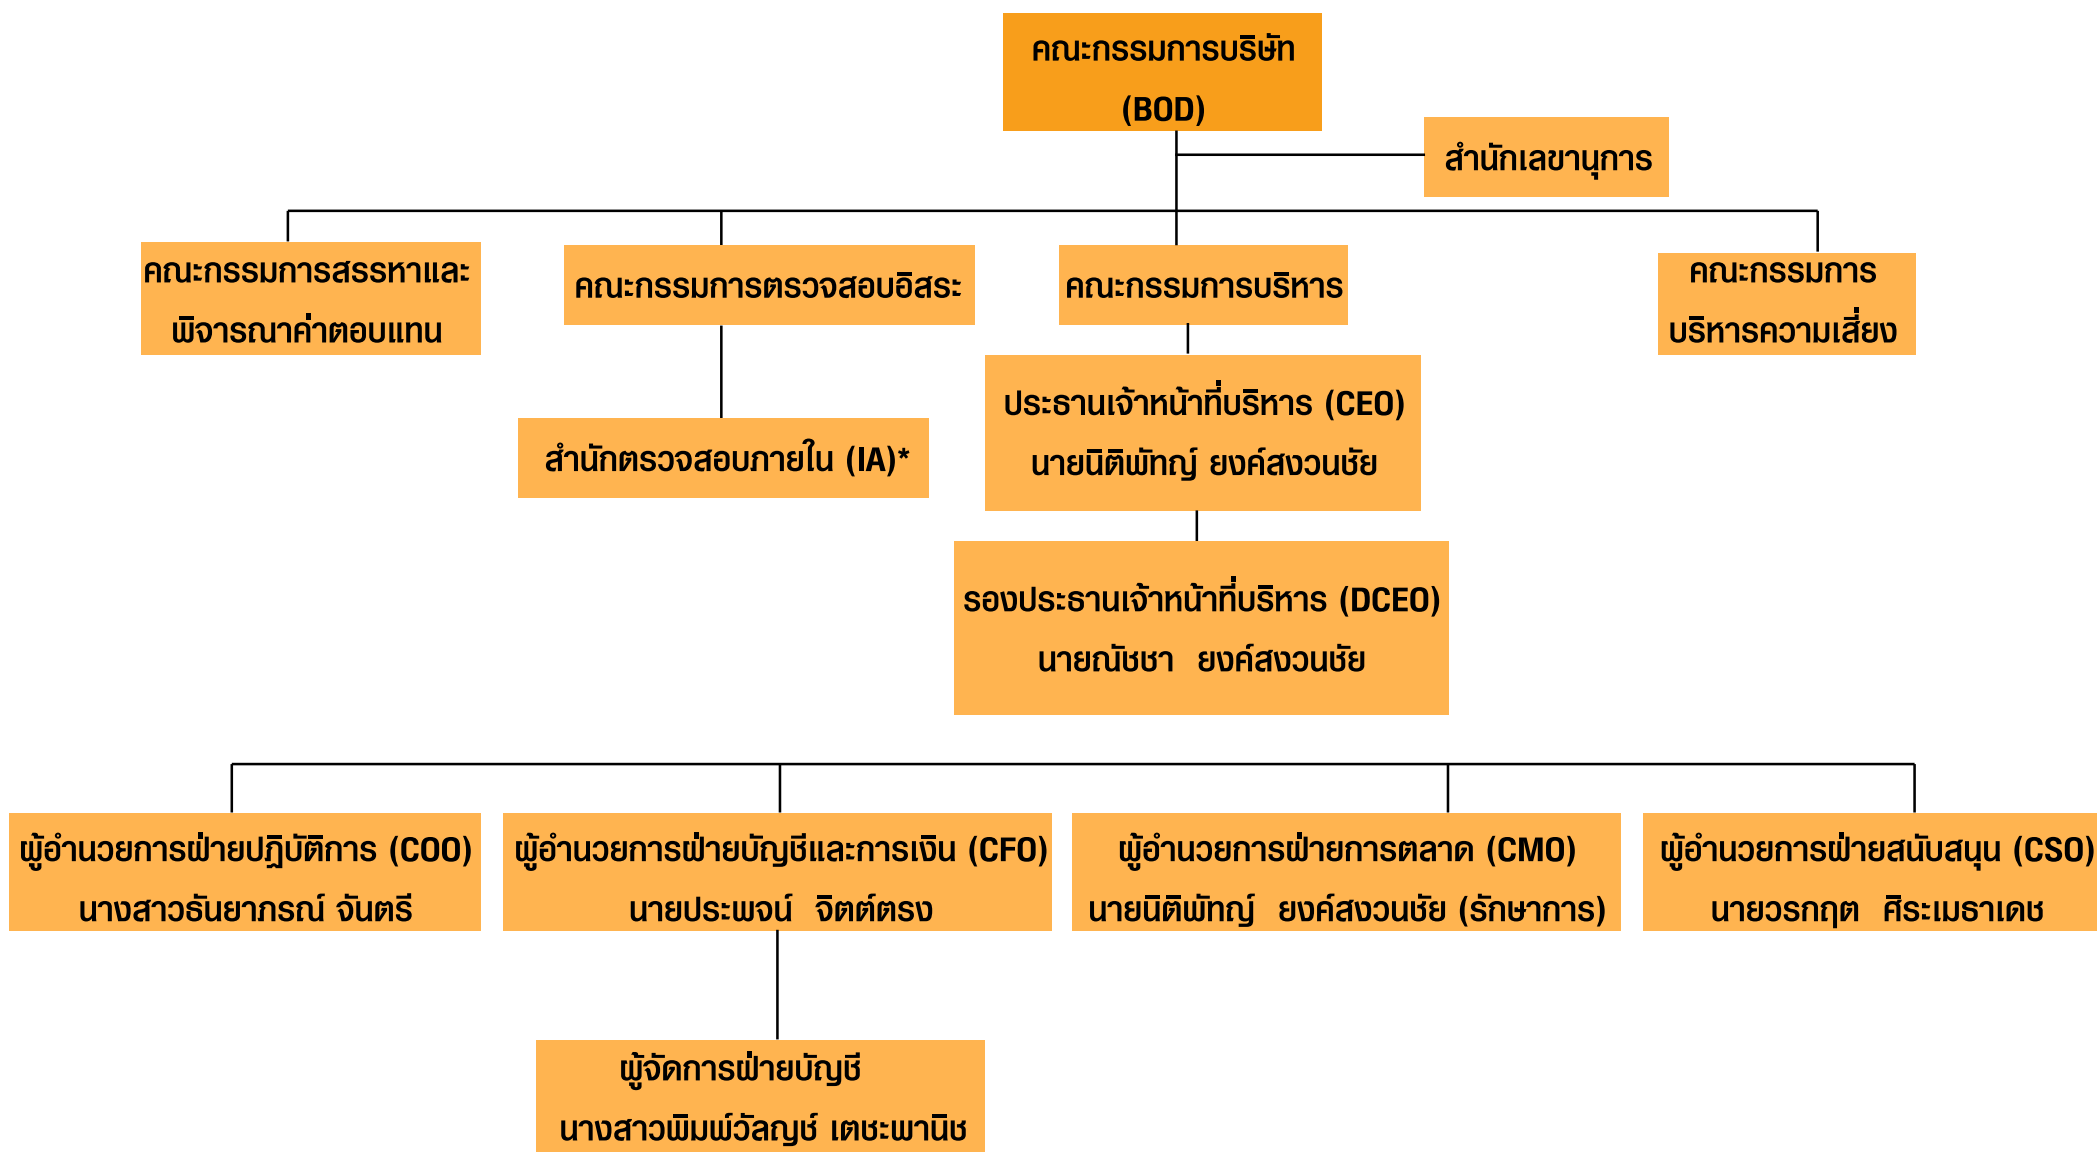 คณะกรรมการบริษัท
(BOD)
สำนักเลขานุการ
คณะกรรมการสรรหาและ
พิจารณาค่าตอบแทน
คณะกรรมการตรวจสอบอิสระ
คณะกรรมการบริหาร
คณะกรรมการ
บริหารความเสี่ยง
สำนักตรวจสอบภายใน (IA)*
ประธานเจ้าหน้าที่บริหาร (CEO)
นายนิติพัทญ์ ยงค์สงวนชัย
รองประธานเจ้าหน้าที่บริหาร (DCEO)
นายณัชชา ยงค์สงวนชัย
ผู้อำนวยการฝ่ายปฎิบัติการ (COO)
นางสาวธันยาภรณ์ จันตรี
ผู้อำนวยการฝ่ายบัญชีและการเงิน (CFO)
นายประพจน์ จิตต์ตรง
ผู้อำนวยการฝ่ายการตลาด (CMO)
นายนิติพัทญ์ ยงค์สงวนชัย (รักษาการ)
ผู้อำนวยการฝ่ายสนับสนุน (CSO)
นายวรกฤต ศิระเมธาเดช
ผู้จัดการฝ่ายบัญชี
นางสาวพิมพ์วัลญช์ เตชะพานิช